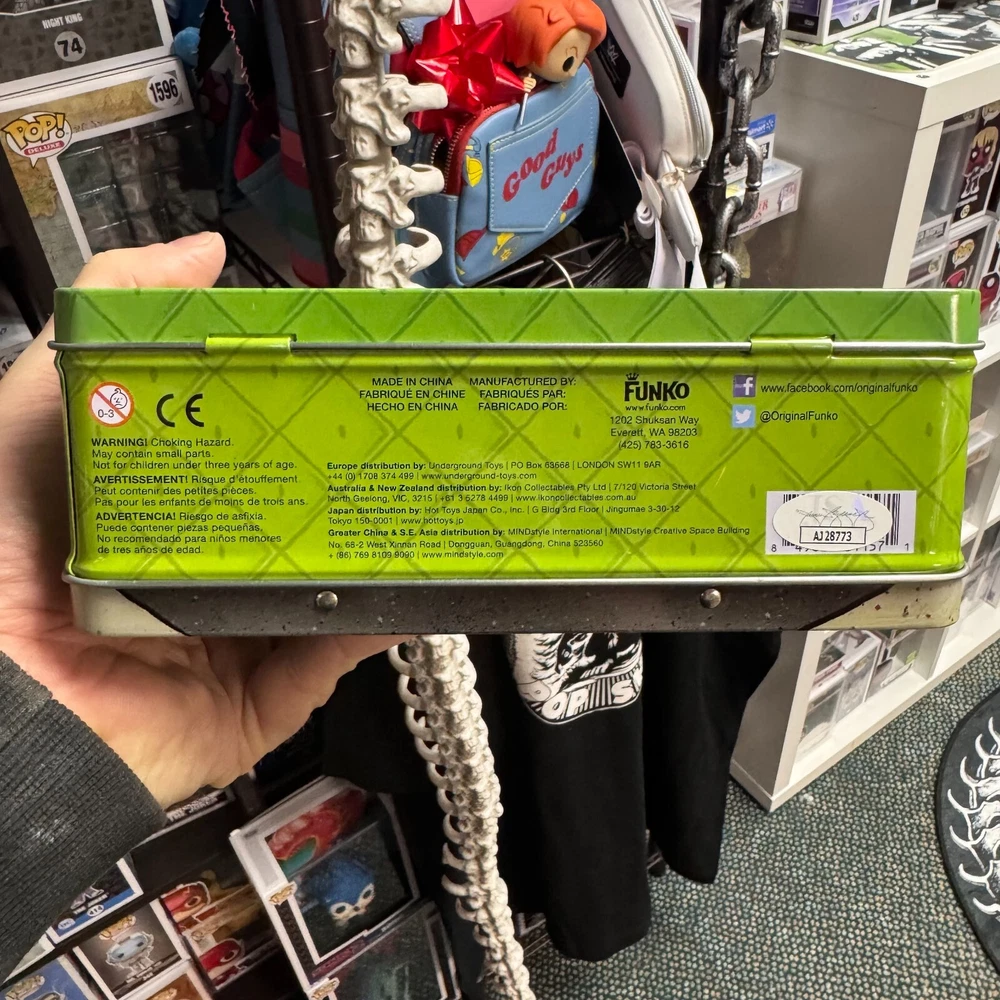 NIGHT KING
74
1596
POP!
DELUXE
Good
Guys
0-3
CE
WARNING! Choking Hazard.
May contain small parts.
Not for children under three years of age.
AVERTISSEMENT! Risque d'étouffement.
Peut contenir des petites pièces.
Pas pour les enfants de moins de trois ans.
ADVERTENCIA! Riesgo de asfixia.
Puede contener piezas pequeñas.
No recomendado para niños menores
de tres años de edad.
MADE IN CHINA
FABRIQUÉ EN CHINE
HECHO EN CHINA
MANUFACTURED BY:
FABRIQUÉS PAR:
FABRICADO POR:
FUNKO
www.funko.com
1202 Shuksan Way
Everett, WA 98203
(425) 783-3616
www.facebook.com/originalfunko
@OriginalFunko
Europe distribution by: Underground Toys | PO Box 63668 | LONDON SW11 9AR
+44 (0) 1708 374 499 | www.underground-toys.com
Australia & New Zealand distribution by: Ikon Collectables Pty Ltd | 7/120 Victoria Street
North Geelong, VIC, 3215 | +61 3 5278 4499 | www.ikoncollectables.com.au
Japan distribution by: Hot Toys Japan Co., Inc. | G Bldg 3rd Floor | Jingumae 3-30-12
Tokyo 150-0001 | www.hottoys.jp
Greater China & S.E. Asia distribution by: MINDstyle International | MINDstyle Creative Space Building
No. 68-2 West Xinnan Road | Dongguan, Guangdong, China 523560
+ (86) 769 8109 9090 | www.mindstyle.com
AJ28773